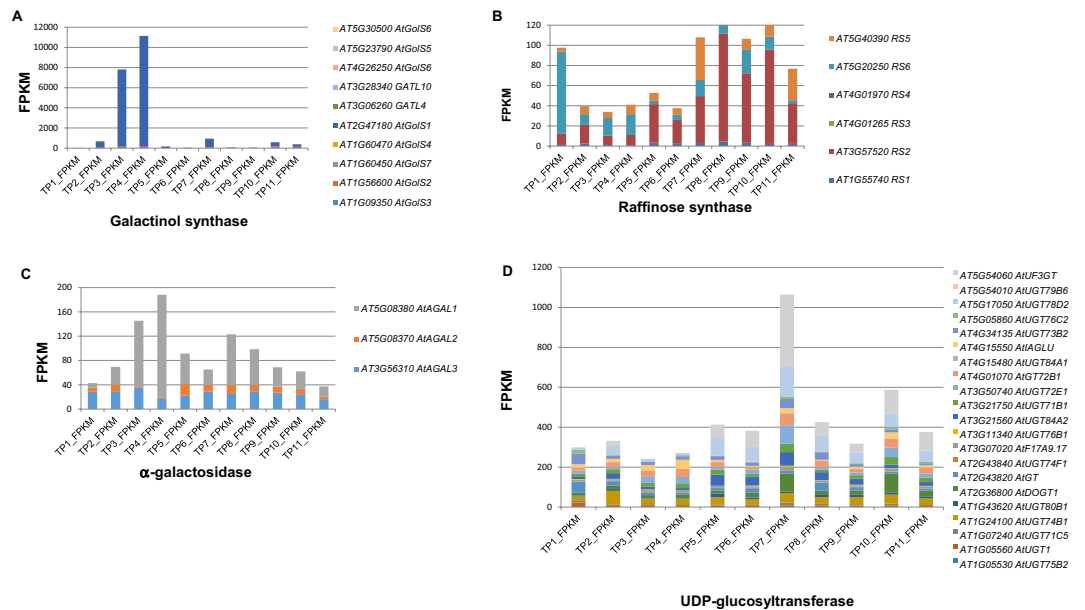 A
12000
10000
8000
6000
4000
2000
0
FPKM
TP1_FPKM
TP2_FPKM
TP3_FPKM
TP4_FPKM
TP5_FPKM
TP6_FPKM
TP7_FPKM
TP8_FPKM
TP9_FPKM
TP10_FPKM
TP11_FPKM
Galactinol synthase
AT5G30500 AtGolS6
AT5G23790 AtGolS5
AT4G26250 AtGolS6
AT3G28340 GATL10
AT3G06260 GATL4
AT2G47180 AtGolS1
AT1G60470 AtGolS4
AT1G60450 AtGolS7
AT1G56600 AtGolS2
AT1G09350 AtGolS3
B
120
100
80
60
40
20
0
FPKM
TP1_FPKM
TP2_FPKM
TP3_FPKM
TP4_FPKM
TP5_FPKM
TP6_FPKM
TP7_FPKM
TP8_FPKM
TP9_FPKM
TP10_FPKM
TP11_FPKM
Raffinose synthase
AT5G40390 RS5
AT5G20250 RS6
AT4G01970 RS4
AT4G01265 RS3
AT3G57520 RS2
AT1G55740 RS1
C
200
160
120
80
40
0
FPKM
TP1_FPKM
TP2_FPKM
TP3_FPKM
TP4_FPKM
TP5_FPKM
TP6_FPKM
TP7_FPKM
TP8_FPKM
TP9_FPKM
TP10_FPKM
TP11_FPKM
α-galactosidase
AT5G08380 AtAGAL1
AT5G08370 AtAGAL2
AT3G56310 AtAGAL3
D
1200
1000
800
600
400
200
0
FPKM
TP1_FPKM
TP2_FPKM
TP3_FPKM
TP4_FPKM
TP5_FPKM
TP6_FPKM
TP7_FPKM
TP8_FPKM
TP9_FPKM
TP10_FPKM
TP11_FPKM
UDP-glucosyltransferase
AT5G54060 AtUF3GT
AT5G54010 AtUGT79B6
AT5G17050 AtUGT78D2
AT5G05860 AtUGT76C2
AT4G34135 AtUGT73B2
AT4G15550 AtIAGLU
AT4G15480 AtUGT84A1
AT4G01070 AtGT72B1
AT3G50740 AtUGT72E1
AT3G21750 AtUGT71B1
AT3G21560 AtUGT84A2
AT3G11340 AtUGT76B1
AT3G07020 AtF17A9.17
AT2G43840 AtUGT74F1
AT2G43820 AtGT
AT2G36800 AtDOGT1
AT1G43620 AtUGT80B1
AT1G24100 AtUGT74B1
AT1G07240 AtUGT71C5
AT1G05560 AtUGT1
AT1G05530 AtUGT75B2